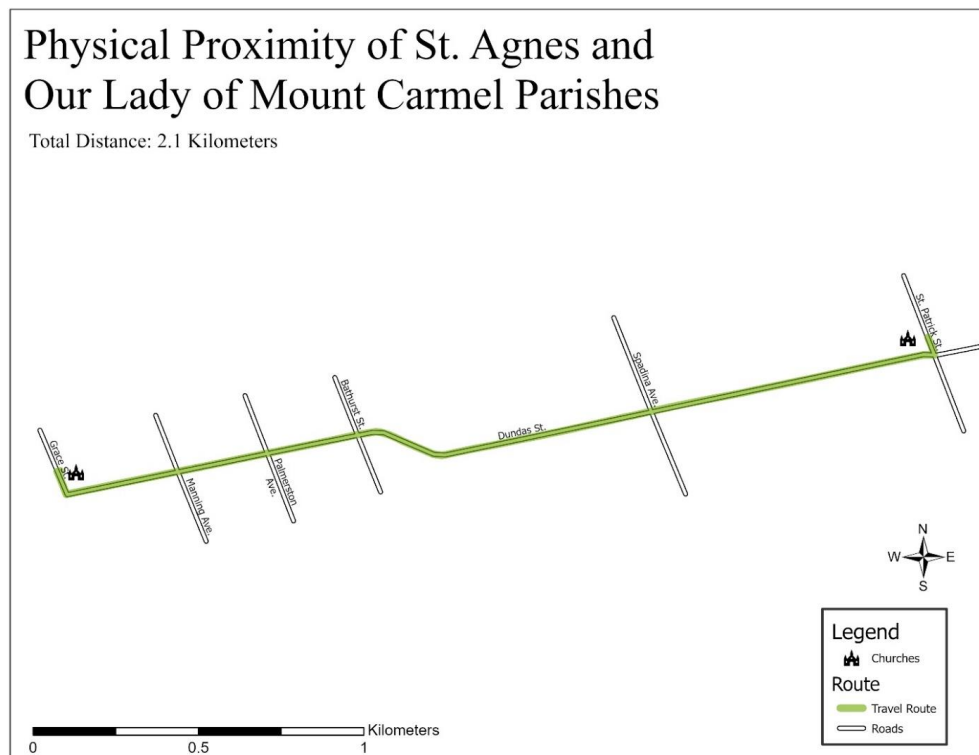 Physical Proximity of St. Agnes and
Our Lady of Mount Carmel Parishes
Total Distance: 2.1 Kilometers
St. Patrick St.
Spadina Ave.
Bathurst St.
Dundas St.
Grace St.
Palmerston
Ave.
Manning Ave.
N
W E
S
Legend
Churches
Route
Travel Route
Roads
Kilometers
0 0.5 1